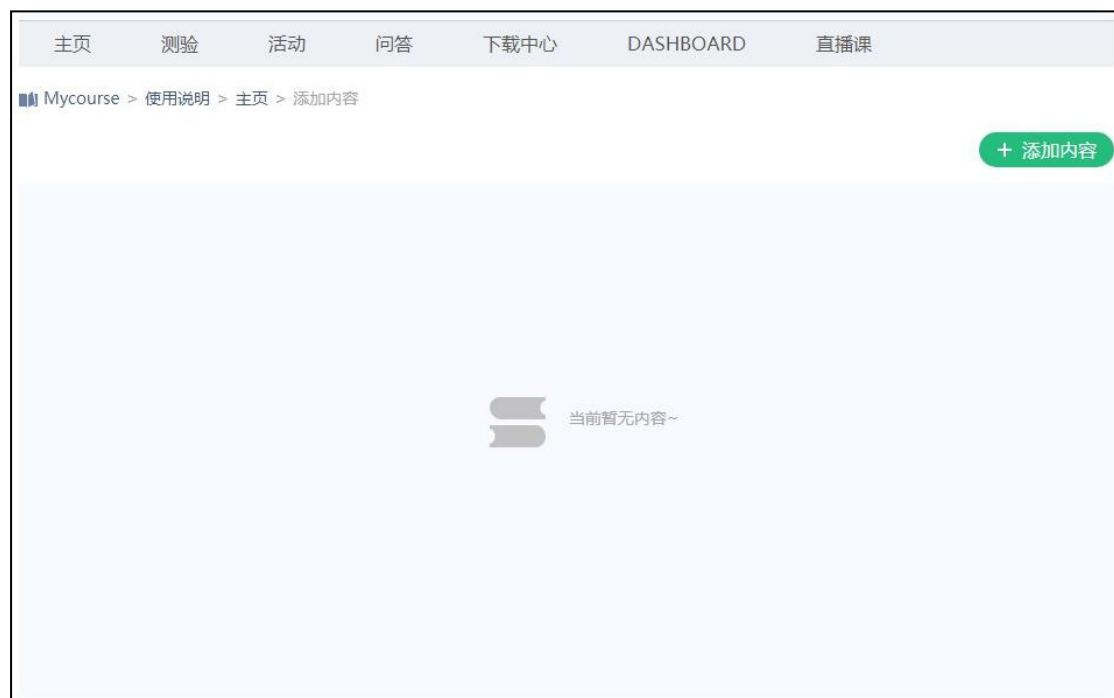 主页 测验 活动 问答 下载中心 DASHBOARD 直播课
Mycourse > 使用说明 > 主页 > 添加内容
+ 添加内容
当前暂无内容~